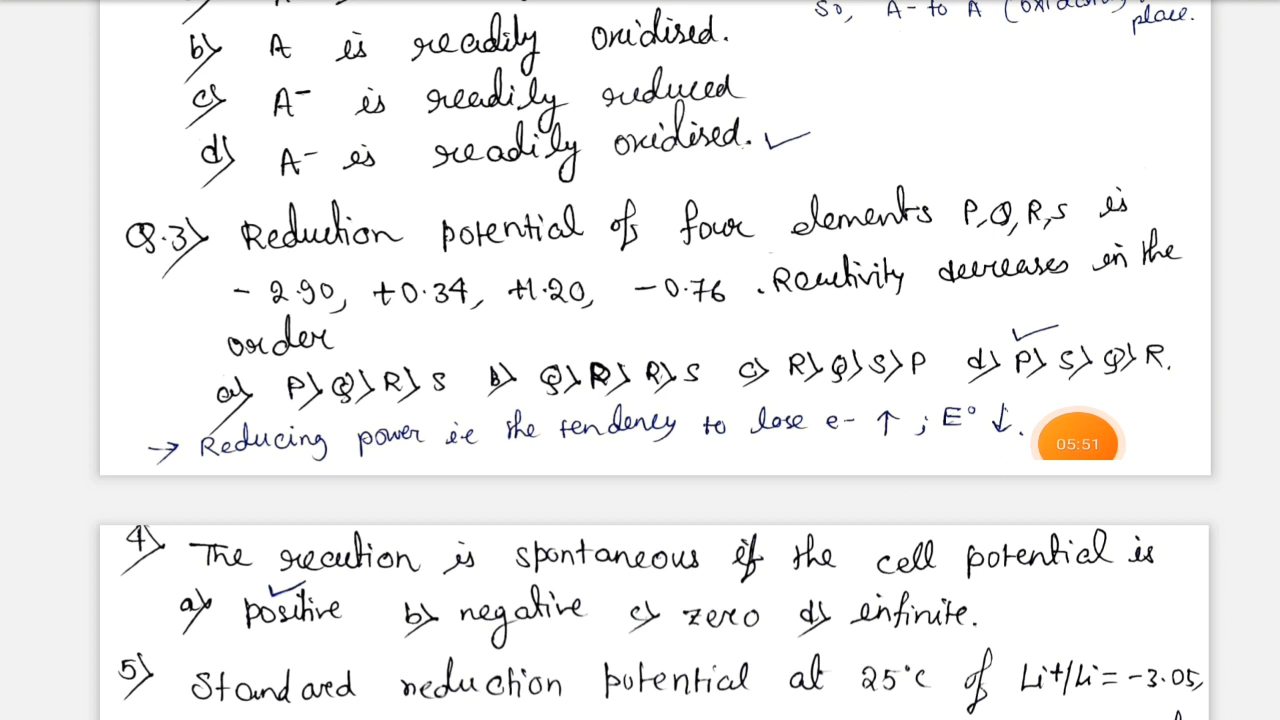 So, A- to A
place.
b) A is readily oxidised.
c) A⁻ is readily reduced
d) A⁻ is readily oxidised. ✓
Q.3) Reduction potential of four elements P,Q,R,S is
- 2.90, +0.34, +1.20, -0.76 . Reactivity decreases in the
order
a) P>Q>R>S b) Q>R>R>S c) R>Q>S>P d) P>S>Q>R.
→ Reducing power ie the tendency to lose e- ↑ ; E° ↓.
05:51
4) The reaction is spontaneous if the cell potential is
a) positive b) negative c) zero d) infinite.
5) Standard reduction potential at 25°C of Li+/Li = -3.05,